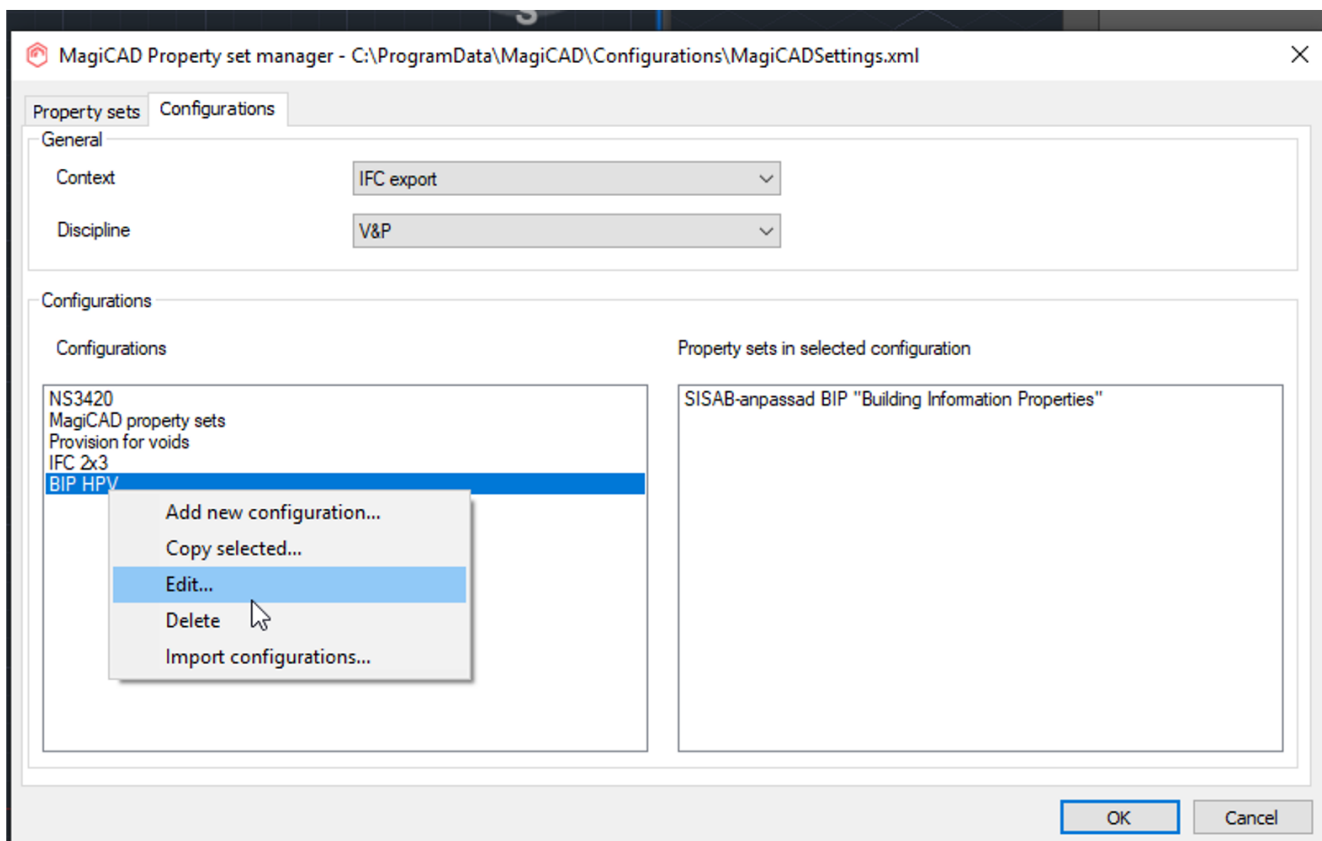 S
MagiCAD Property set manager - C:\ProgramData\MagiCAD\Configurations\MagiCADSettings.xml
Property sets Configurations
General
Context IFC export
Discipline V&P
Configurations
Configurations Property sets in selected configuration
NS3420 SISAB-anpassad BIP "Building Information Properties"
MagiCAD property sets
Provision for voids
IFC 2x3
BIP HPV
Add new configuration...
Copy selected...
Edit...
Delete
Import configurations...
OK Cancel